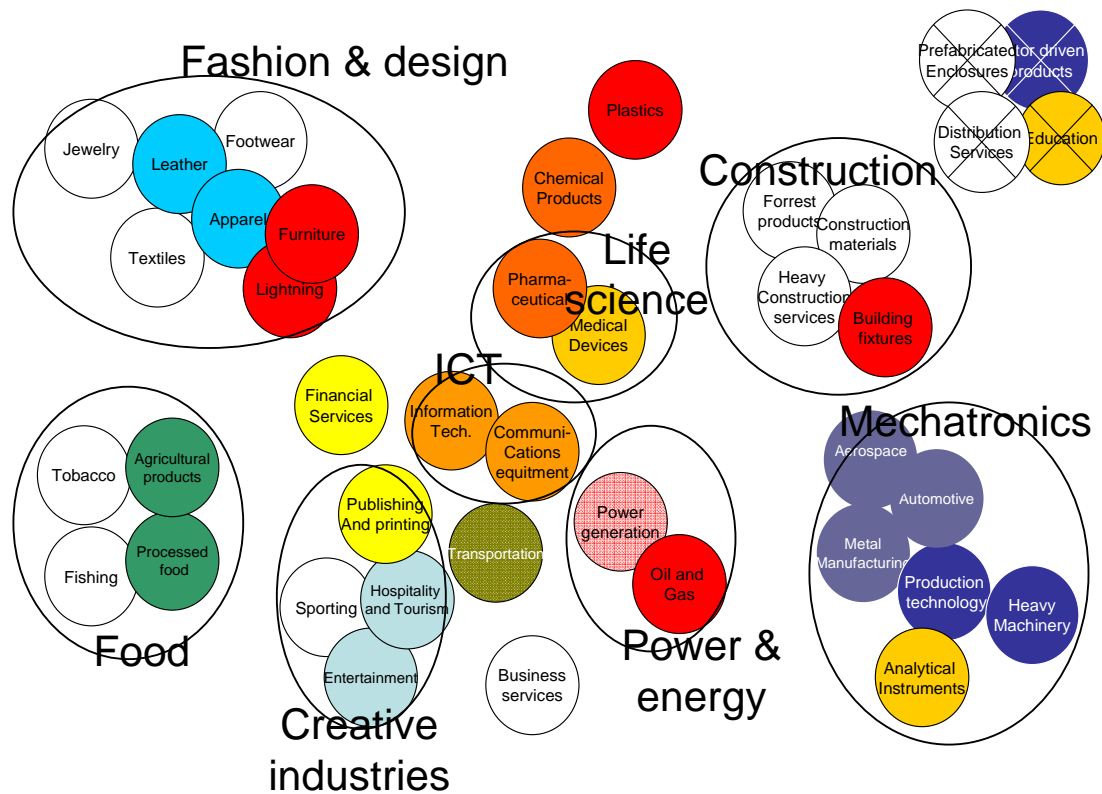 Fashion & design
Jewelry
Leather
Footwear
Apparel
Furniture
Textiles
Lightning
Plastics
Chemical
Products
Life
science
Pharma-
ceutical
Medical
Devices
Construction
Forrest
products
Construction
materials
Heavy
Construction
services
Building
fixtures
Prefabricated
Enclosures
tor driven
products
Distribution
Services
Education
Financial
Services
ICT
Information
Tech.
Communi-
Cations
equitment
Mechatronics
Aerospace
Automotive
Metal
Manufacturing
Production
technology
Heavy
Machinery
Analytical
Instruments
Tobacco
Agricultural
products
Fishing
Processed
food
Food
Publishing
And printing
Sporting
Hospitality
and Tourism
Entertainment
Creative
industries
Transportation
Business
services
Power
generation
Oil and
Gas
Power &
energy